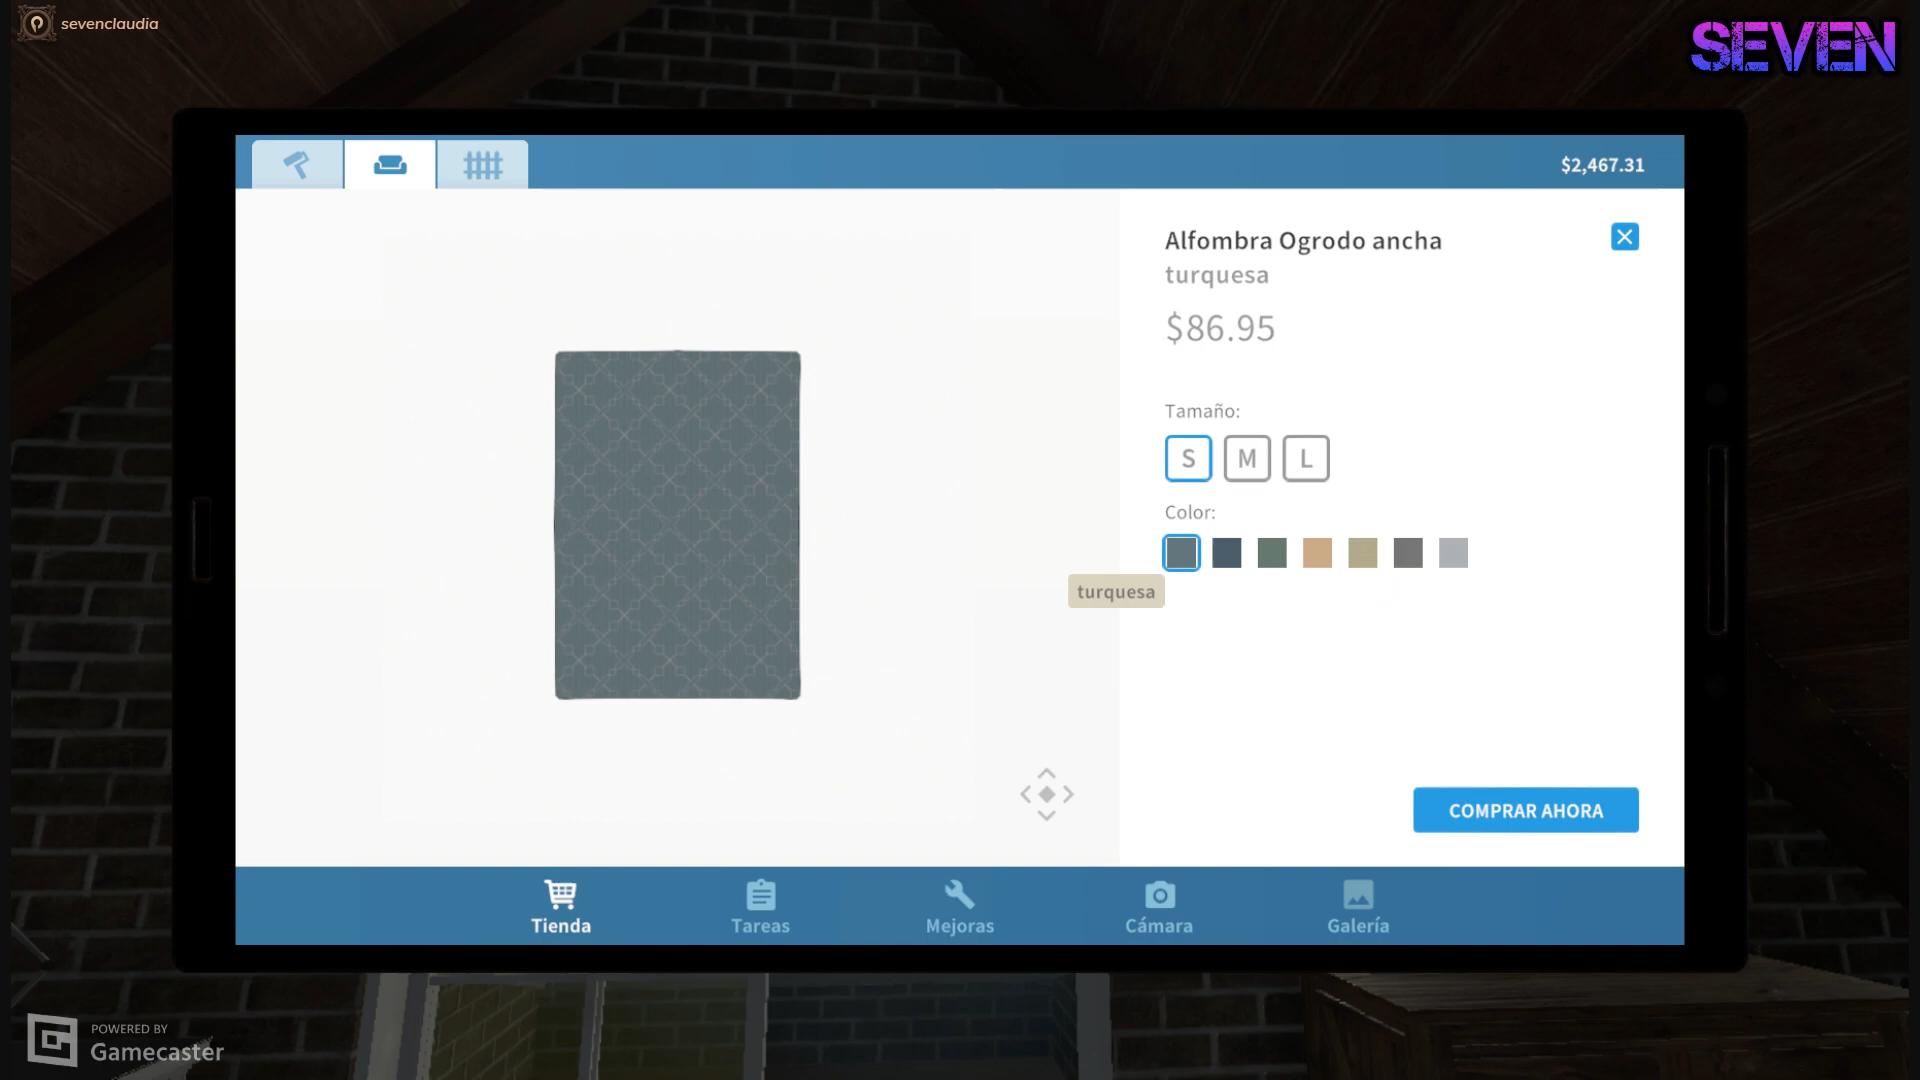 sevenclaudia
SEVEN
$2,467.31
Alfombra Ogrodo ancha
turquesa
$86.95
Tamaño:
S M L
Color:
turquesa
COMPRAR AHORA
Tienda Tareas Mejoras Cámara Galería
POWERED BY
Gamecaster